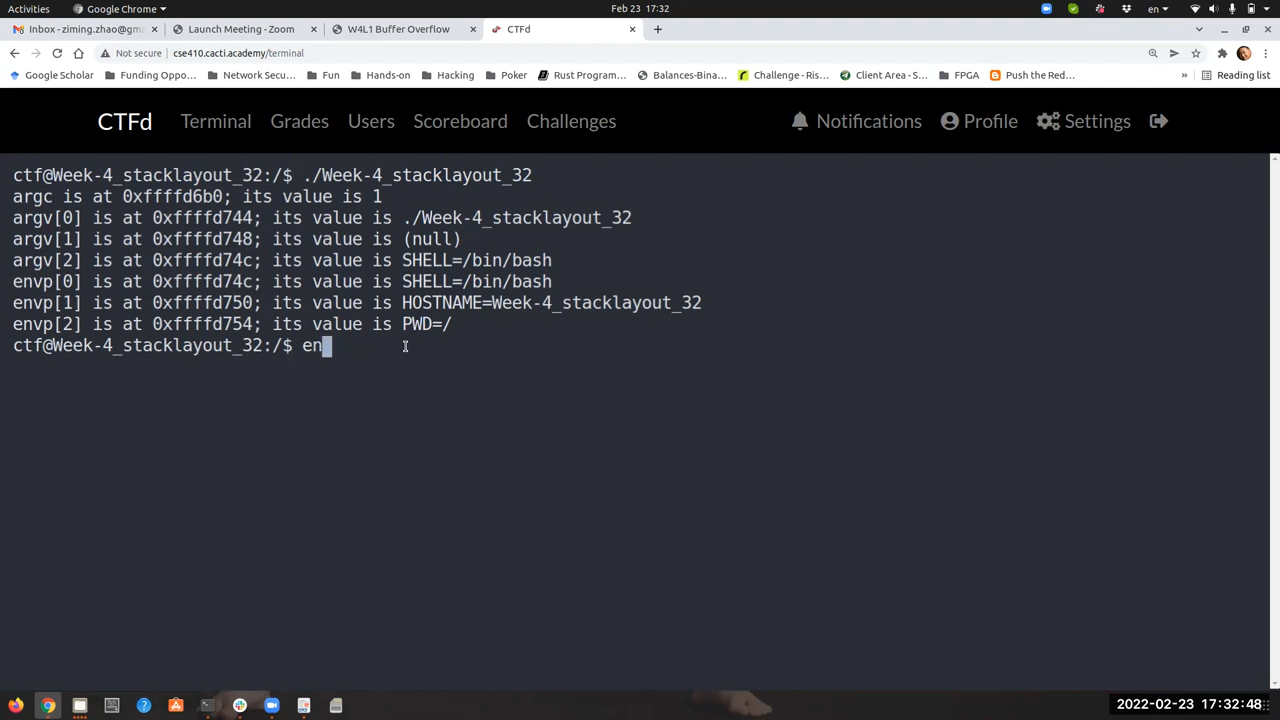 Activities Google Chrome Feb 23 17:32 en
Inbox - ziming.zhao@gma Launch Meeting - Zoom W4L1 Buffer Overflow CTFd
Not secure cse410.cacti.academy/terminal
Google Scholar Funding Oppo... Network Secu... Fun Hands-on Hacking Poker Rust Program... Balances-Bina... Challenge - Ris... Client Area - S... FPGA Push the Red... » Reading list
CTFd Terminal Grades Users Scoreboard Challenges Notifications Profile Settings
ctf@Week-4_stacklayout_32:/$ ./Week-4_stacklayout_32
argc is at 0xffffd6b0; its value is 1
argv[0] is at 0xffffd744; its value is ./Week-4_stacklayout_32
argv[1] is at 0xffffd748; its value is (null)
argv[2] is at 0xffffd74c; its value is SHELL=/bin/bash
envp[0] is at 0xffffd74c; its value is SHELL=/bin/bash
envp[1] is at 0xffffd750; its value is HOSTNAME=Week-4_stacklayout_32
envp[2] is at 0xffffd754; its value is PWD=/
ctf@Week-4_stacklayout_32:/$ en
2022-02-23 17:32:48